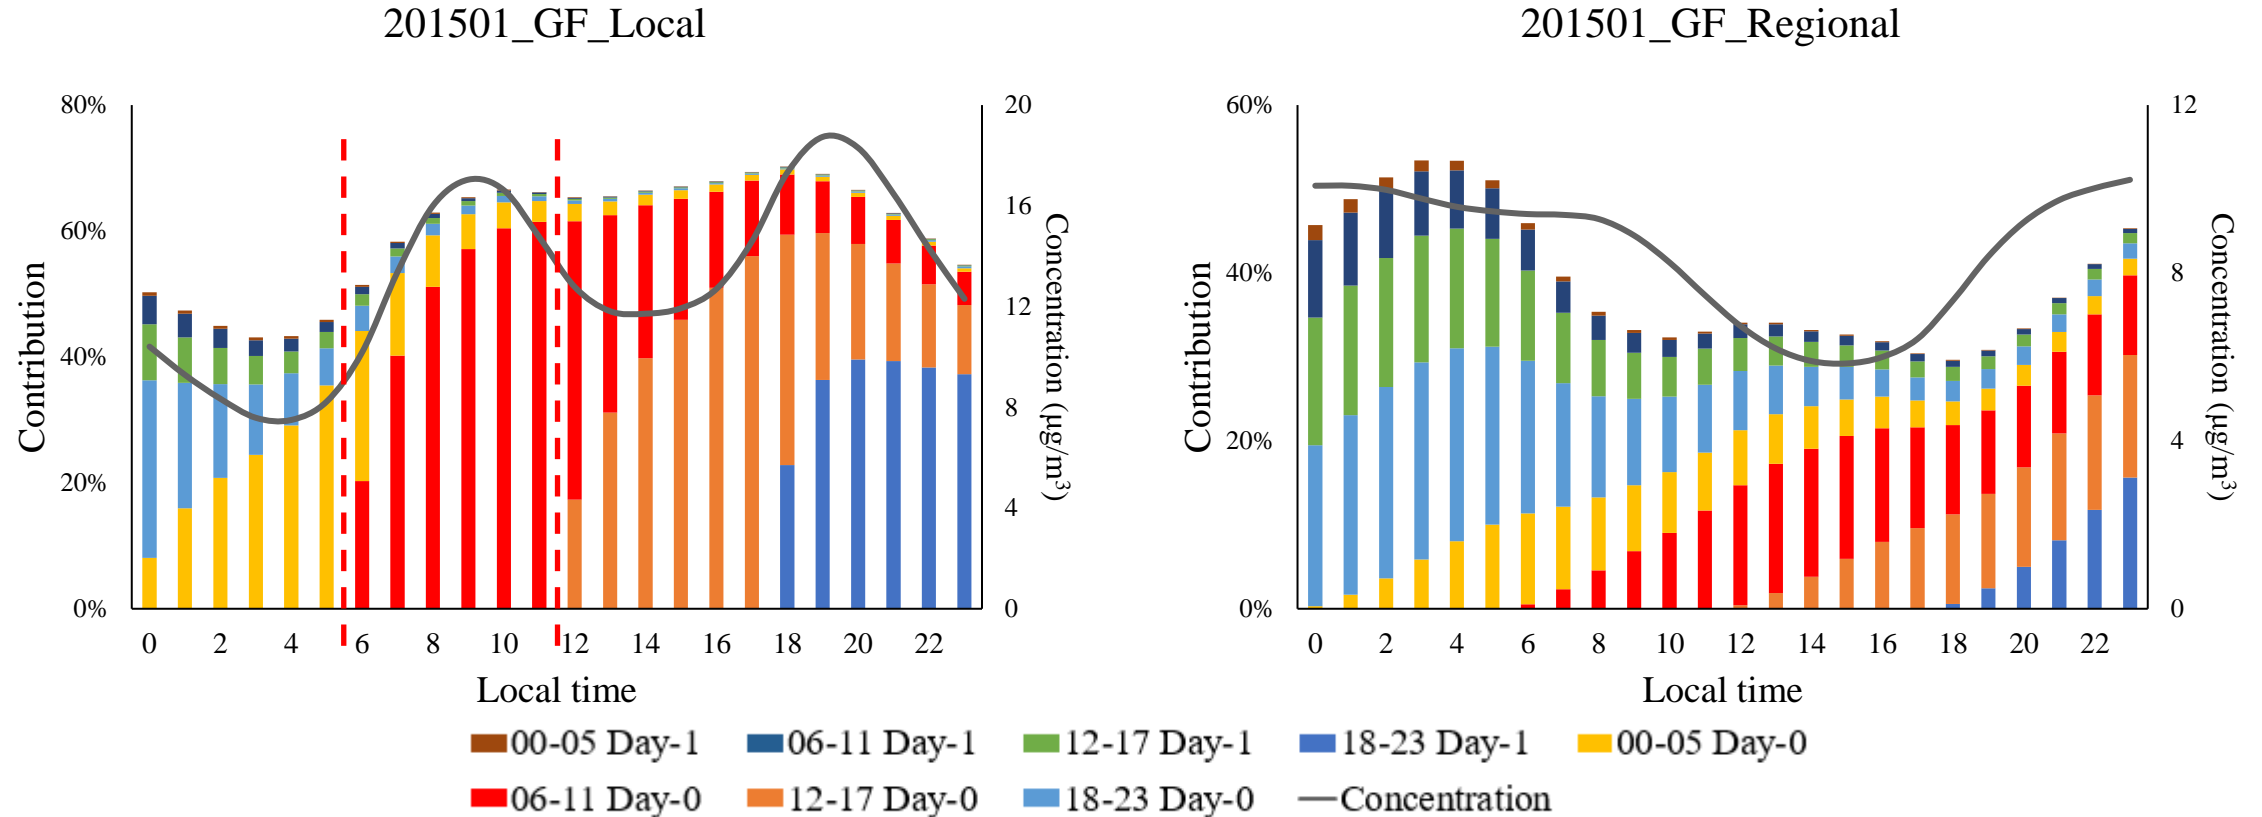 201501_GF_Local
80%
60%
40%
20%
0%
Contribution
20
16
12
8
4
0
Concentration (μg/m³)
0 2 4 6 8 10 12 14 16 18 20 22
Local time
201501_GF_Regional
60%
40%
20%
0%
Contribution
12
8
4
0
Concentration (μg/m³)
0 2 4 6 8 10 12 14 16 18 20 22
Local time
00-05 Day-1 06-11 Day-1 12-17 Day-1 18-23 Day-1 00-05 Day-0
06-11 Day-0 12-17 Day-0 18-23 Day-0 Concentration